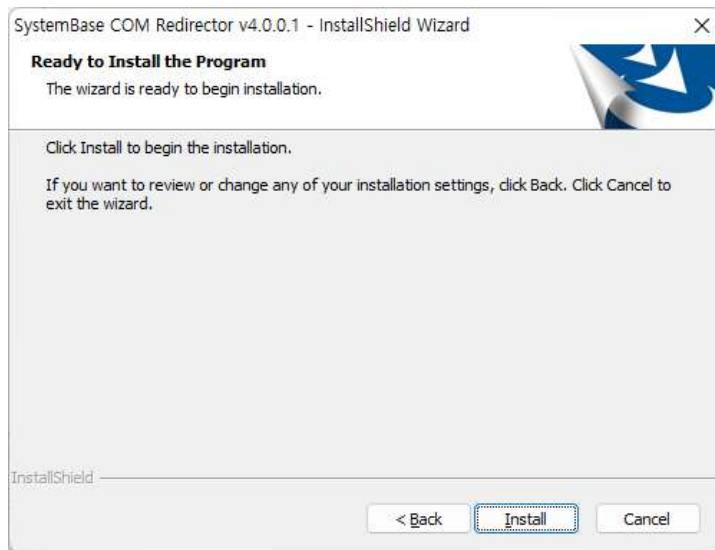 SystemBase COM Redirector v4.0.0.1 - InstallShield Wizard
Ready to Install the Program
The wizard is ready to begin installation.
Click Install to begin the installation.
If you want to review or change any of your installation settings, click Back. Click Cancel to
exit the wizard.
InstallShield
< Back
Install
Cancel